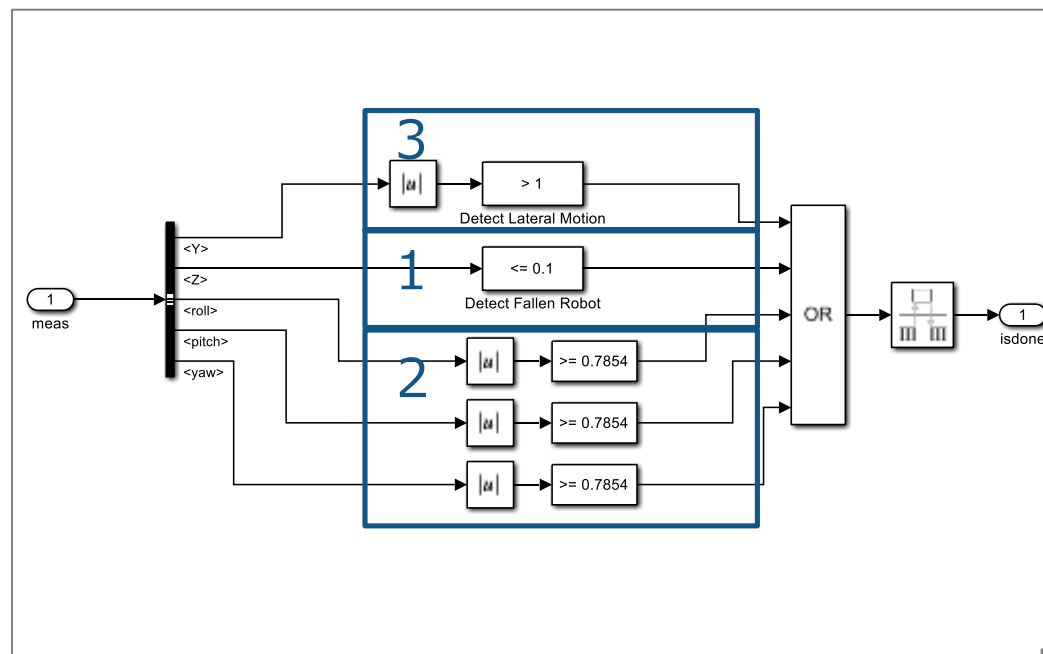 3
|u|
> 1
Detect Lateral Motion
<Y>
1
<= 0.1
Detect Fallen Robot
<Z>
1
meas
<roll>
<pitch>
<yaw>
2
|u|
>= 0.7854
|u|
>= 0.7854
|u|
>= 0.7854
OR
1
isdone